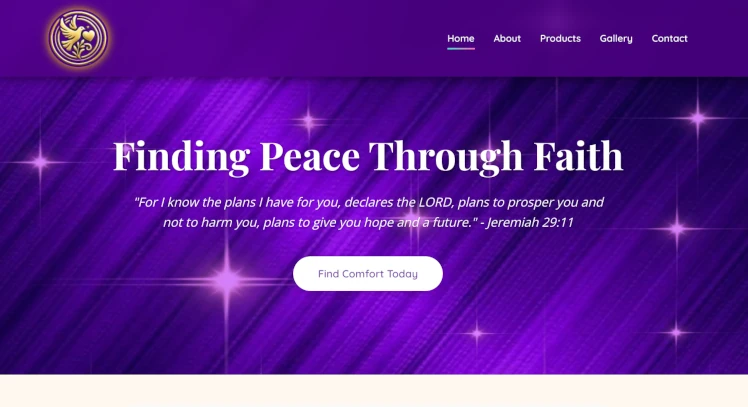 Home About Products Gallery Contact
Finding Peace Through Faith
"For I know the plans I have for you, declares the LORD, plans to prosper you and
not to harm you, plans to give you hope and a future." - Jeremiah 29:11
Find Comfort Today